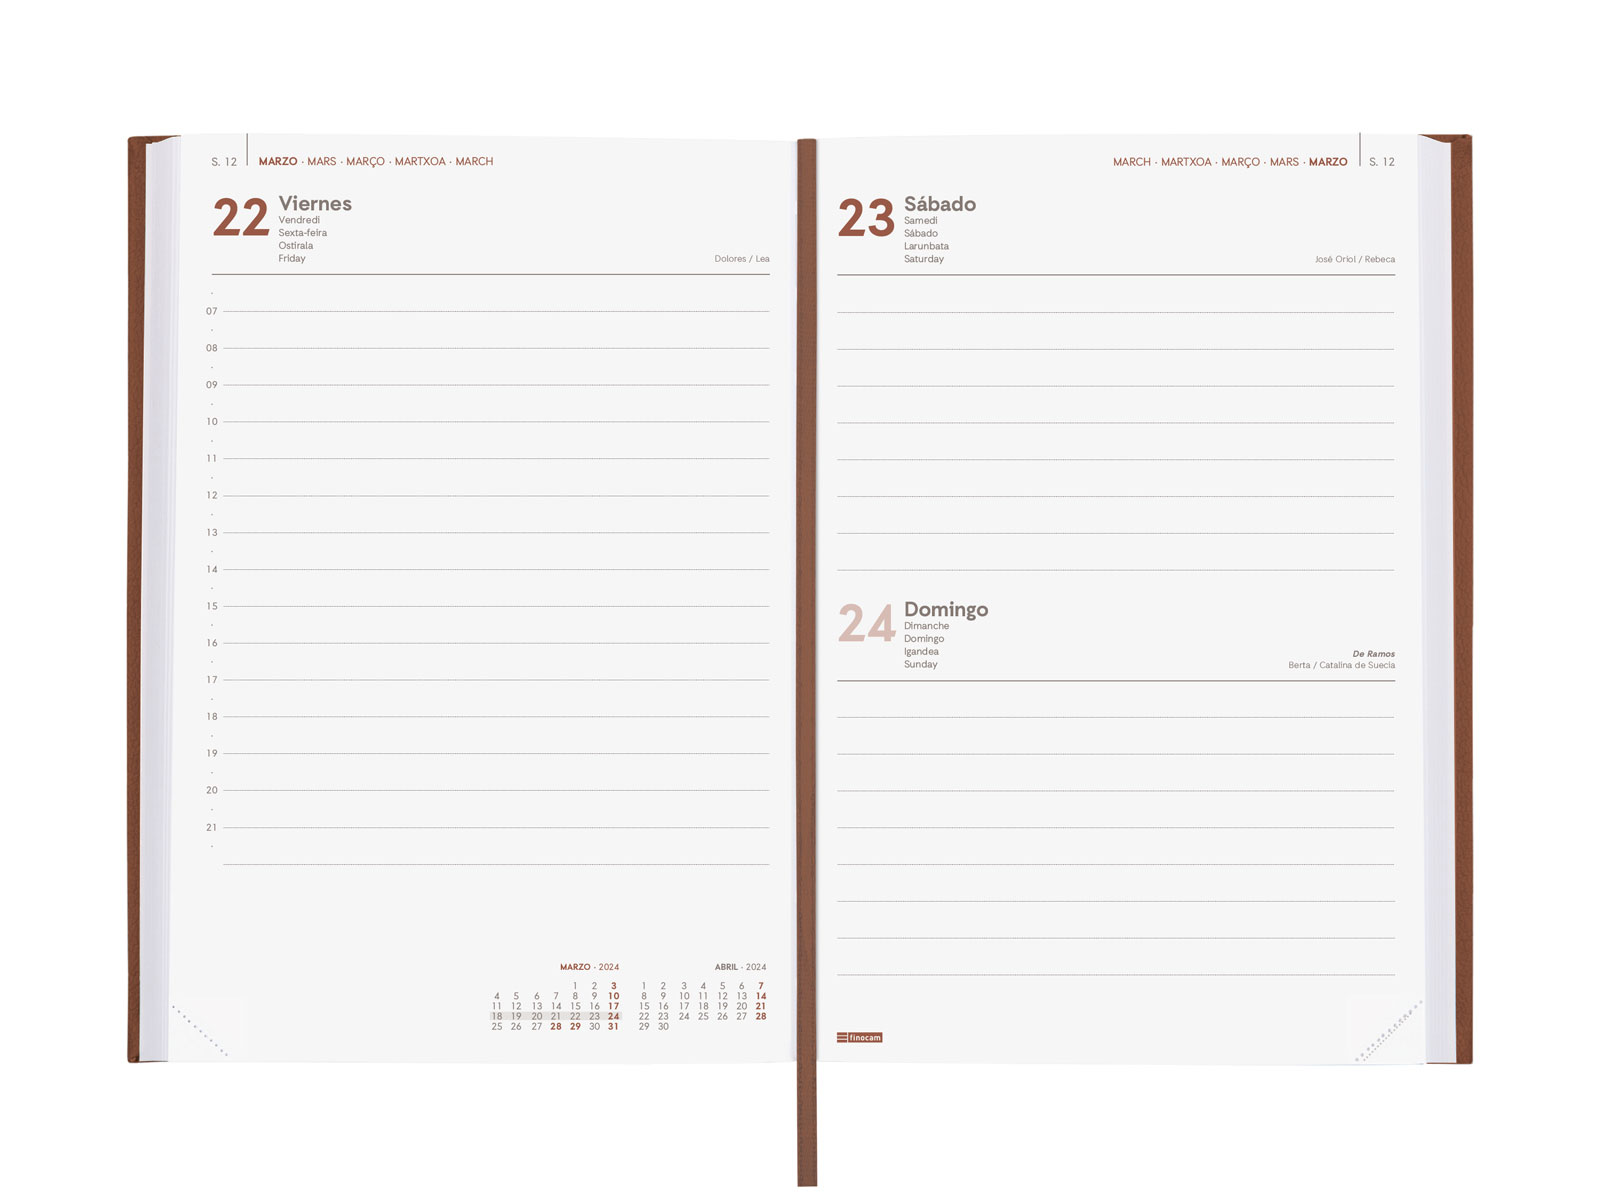 S. 12 MARZO · MARS · MARÇO · MARTXOA · MARCH
22 Viernes
Vendredi
Sexta-feira
Ostirala
Friday
Dolores / Lea
07
08
09
10
11
12
13
14
15
16
17
18
19
20
21
MARZO · 2024
1 2 3
4 5 6 7 8 9 10
11 12 13 14 15 16 17
18 19 20 21 22 23 24
25 26 27 28 29 30 31
ABRIL · 2024
1 2 3 4 5 6 7
8 9 10 11 12 13 14
15 16 17 18 19 20 21
22 23 24 25 26 27 28
29 30
MARCH · MARTXOA · MARÇO · MARS · MARZO S. 12
23 Sábado
Samedi
Sábado
Larunbata
Saturday
José Oriol / Rebeca
24 Domingo
Dimanche
Domingo
Igandea
Sunday
De Ramos
Berta / Catalina de Suecia
finocam